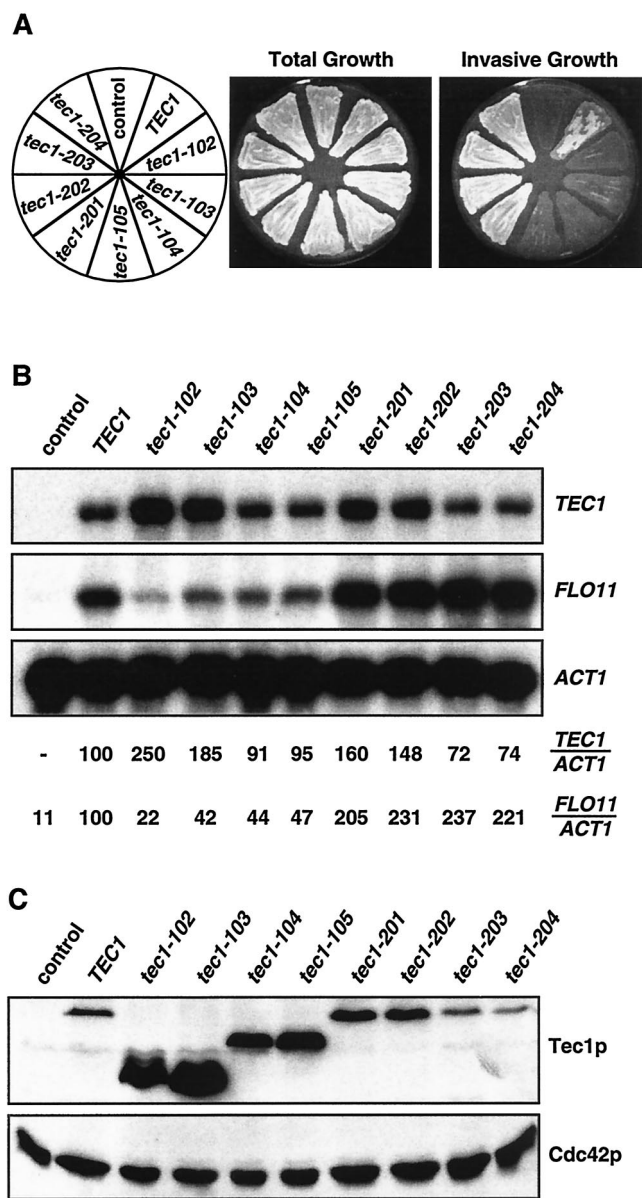 A
Total Growth
Invasive Growth
control
TEC1
tec1-102
tec1-103
tec1-104
tec1-105
tec1-201
tec1-202
tec1-203
tec1-204
B
control
TEC1
tec1-102
tec1-103
tec1-104
tec1-105
tec1-201
tec1-202
tec1-203
tec1-204
TEC1
FLO11
ACT1
- 100 250 185 91 95 160 148 72 74 TEC1
ACT1
11 100 22 42 44 47 205 231 237 221 FLO11
ACT1
C
control
TEC1
tec1-102
tec1-103
tec1-104
tec1-105
tec1-201
tec1-202
tec1-203
tec1-204
Tec1p
Cdc42p